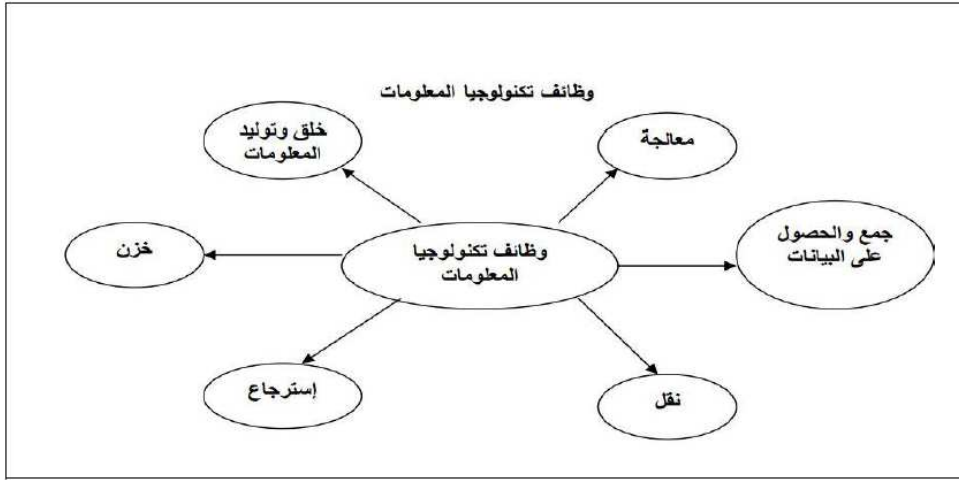 وظائف تكنولوجيا المعلومات
معالجة
خلق وتوليد
المعلومات
جمع والحصول
على البيانات
وظائف تكنولوجيا
المعلومات
خزن
إسترجاع
نقل